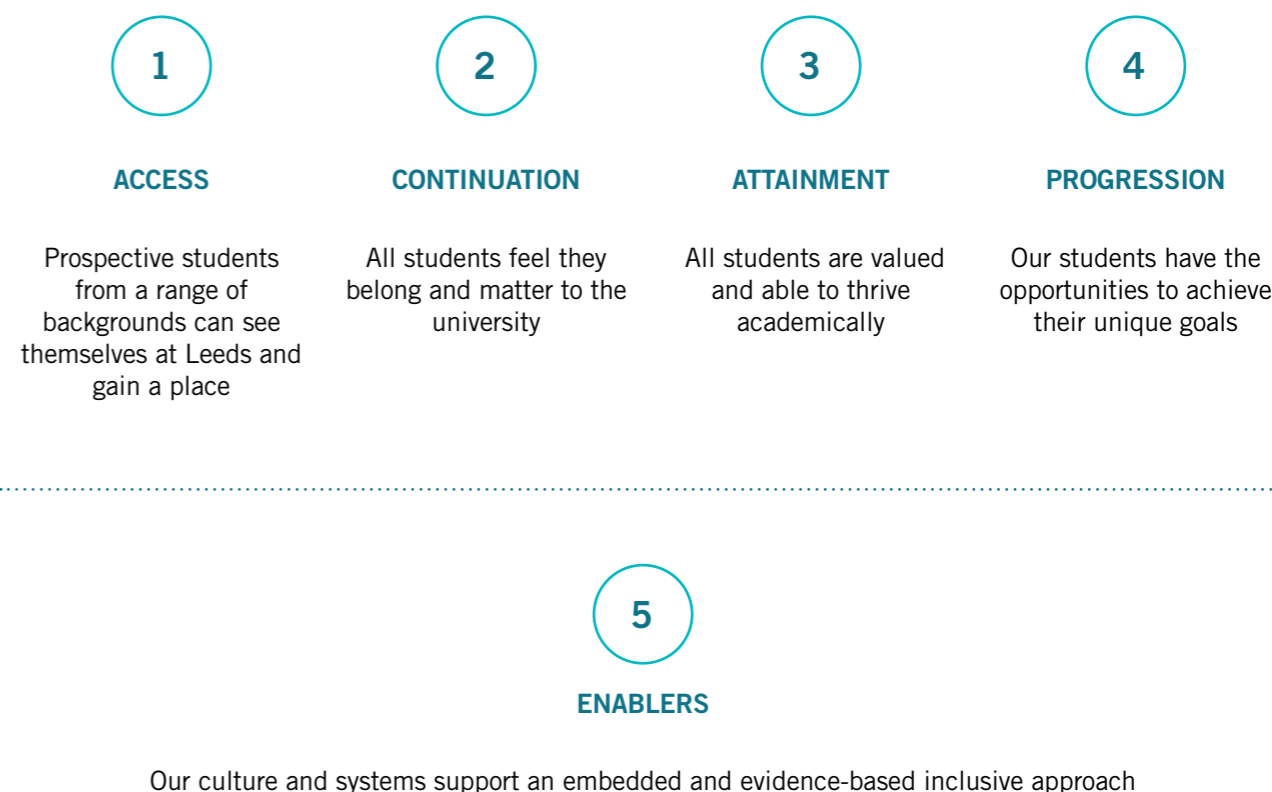 1
ACCESS
Prospective students
from a range of
backgrounds can see
themselves at Leeds and
gain a place
2
CONTINUATION
All students feel they
belong and matter to the
university
3
ATTAINMENT
All students are valued
and able to thrive
academically
4
PROGRESSION
Our students have the
opportunities to achieve
their unique goals
5
ENABLERS
Our culture and systems support an embedded and evidence-based inclusive approach